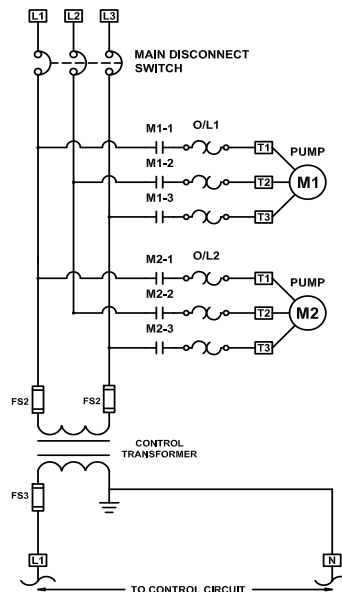 L1 L2 L3
MAIN DISCONNECT
SWITCH
M1-1 O/L1
T1 PUMP
M1-2
T2 M1
M1-3
T3
M2-1 O/L2
T1 PUMP
M2-2
T2 M2
M2-3
T3
FS2 FS2
CONTROL
TRANSFORMER
FS3
L1 N
TO CONTROL CIRCUIT